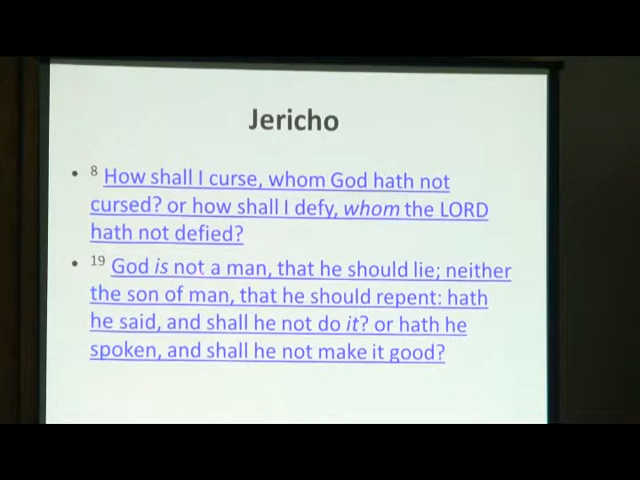 Jericho
• 8 How shall I curse, whom God hath not
cursed? or how shall I defy, whom the LORD
hath not defied?
• 19 God is not a man, that he should lie; neither
the son of man, that he should repent: hath
he said, and shall he not do it? or hath he
spoken, and shall he not make it good?